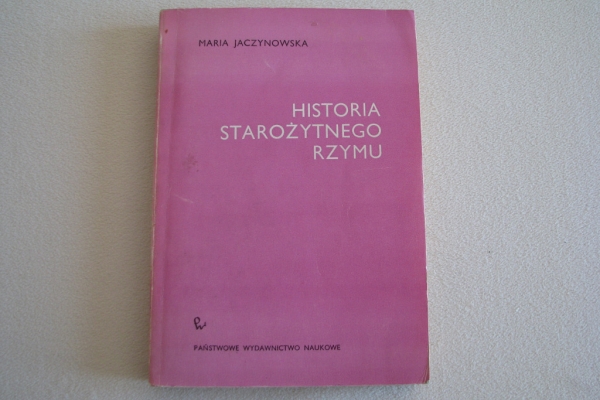 MARIA JACZYNOWSKA
HISTORIA
STAROŻYTNEGO
RZYMU
PAŃSTWOWE WYDAWNICTWO NAUKOWE